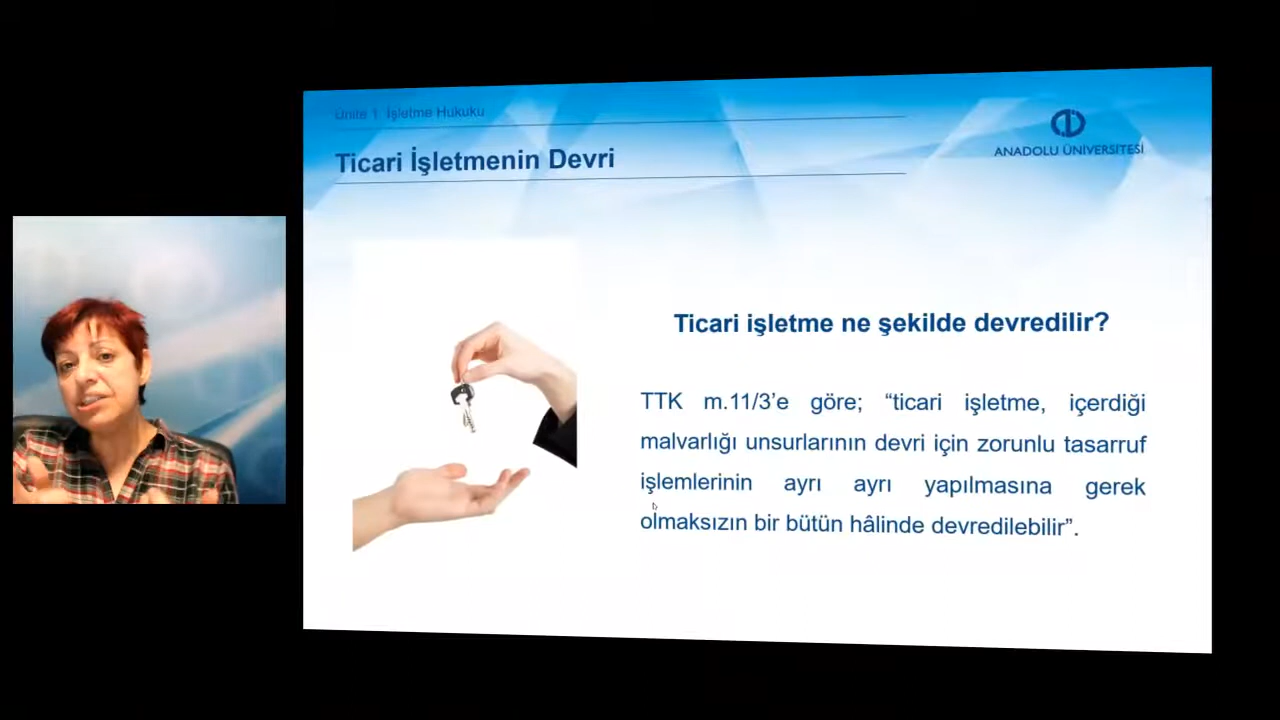 Ünite 1: İşletme Hukuku
Ticari İşletmenin Devri
ANADOLU ÜNİVERSİTESİ
Ticari işletme ne şekilde devredilir?
TTK m.11/3’e göre; “ticari işletme, içerdiği
malvarlığı unsurlarının devri için zorunlu tasarruf
işlemlerinin ayrı ayrı yapılmasına gerek
olmaksızın bir bütün hâlinde devredilebilir”.